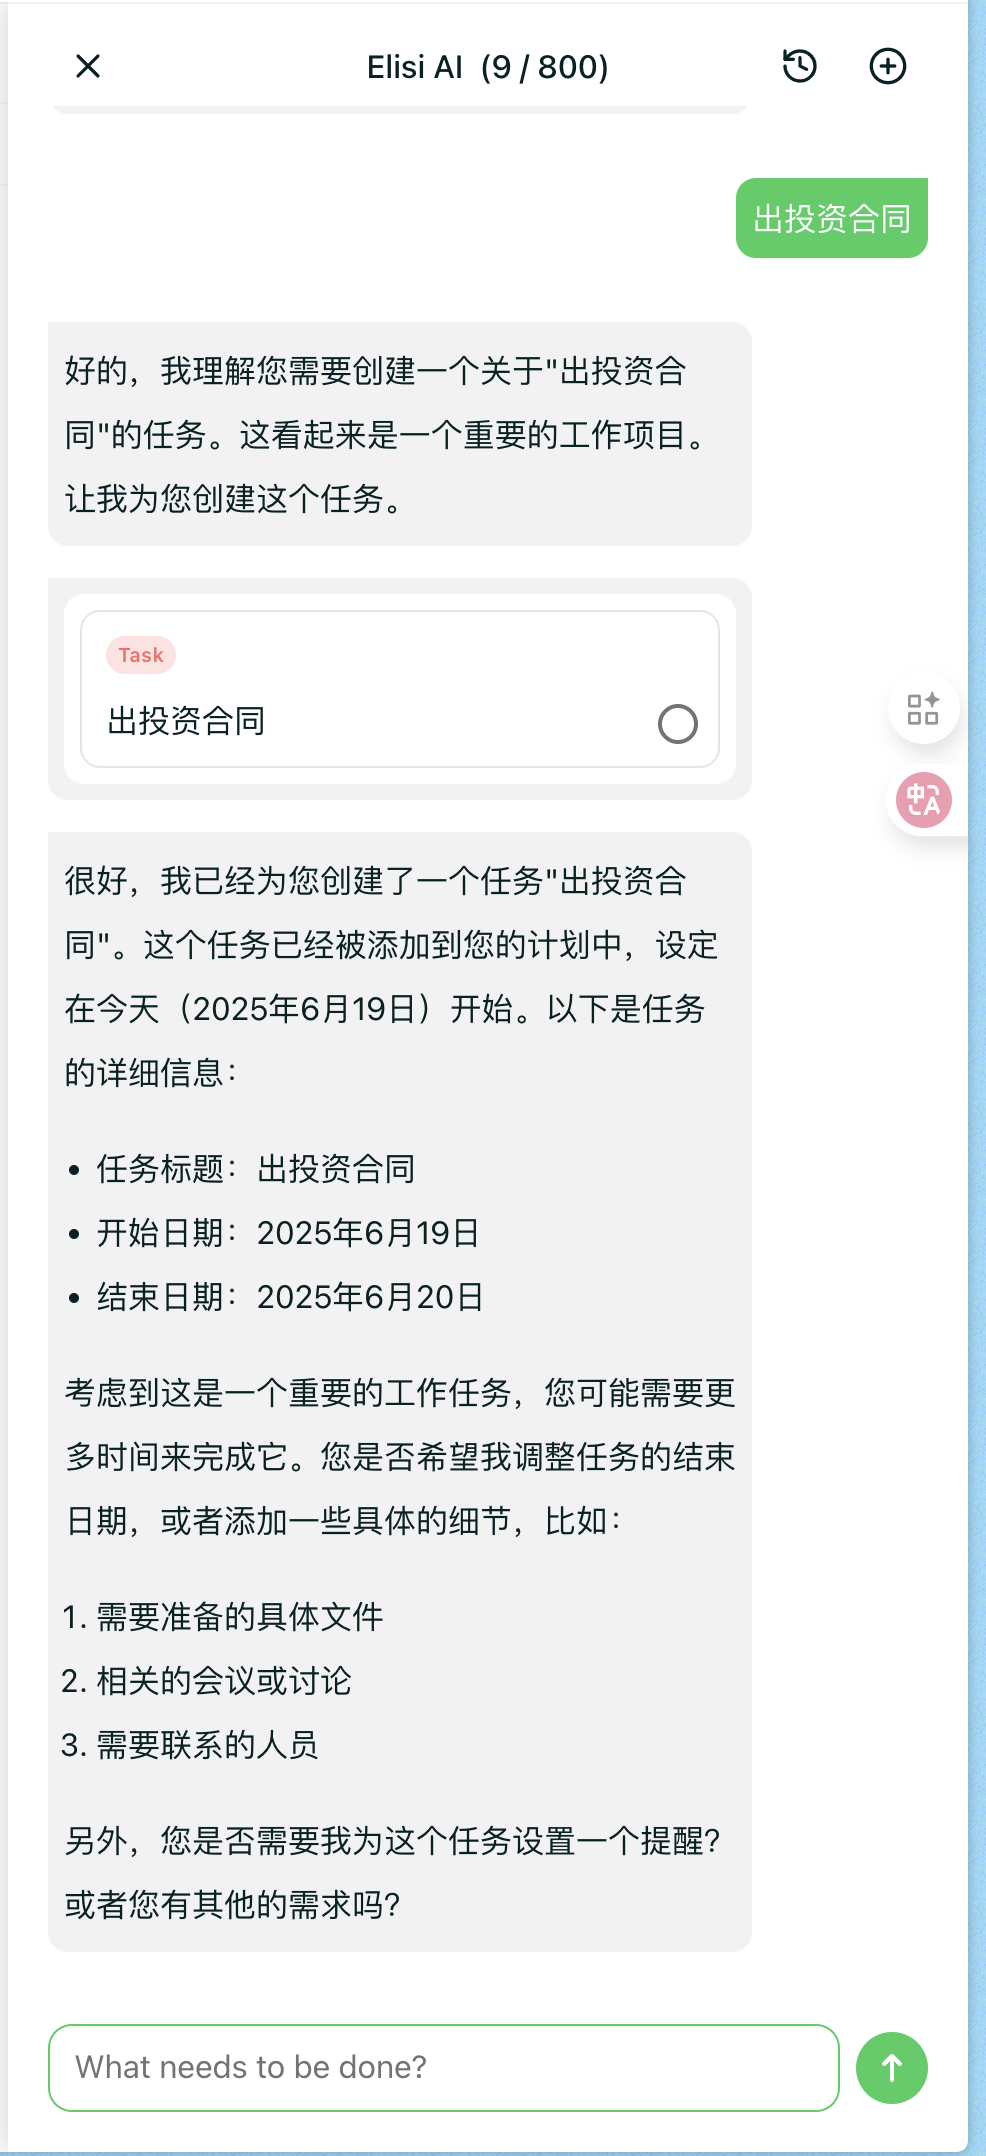 Elisi AI (9 / 800)
出投资合同
好的，我理解您需要创建一个关于"出投资合
同"的任务。这看起来是一个重要的工作项目。
让我为您创建这个任务。
Task
出投资合同
很好，我已经为您创建了一个任务"出投资合
同"。这个任务已经被添加到您的计划中，设定
在今天（2025年6月19日）开始。以下是任务
的详细信息：
• 任务标题：出投资合同
• 开始日期：2025年6月19日
• 结束日期：2025年6月20日
考虑到这是一个重要的工作任务，您可能需要更
多时间来完成它。您是否希望我调整任务的结束
日期，或者添加一些具体的细节，比如：
1. 需要准备的具体文件
2. 相关的会议或讨论
3. 需要联系的人员
另外，您是否需要我为这个任务设置一个提醒？
或者您有其他的需求吗？
What needs to be done?